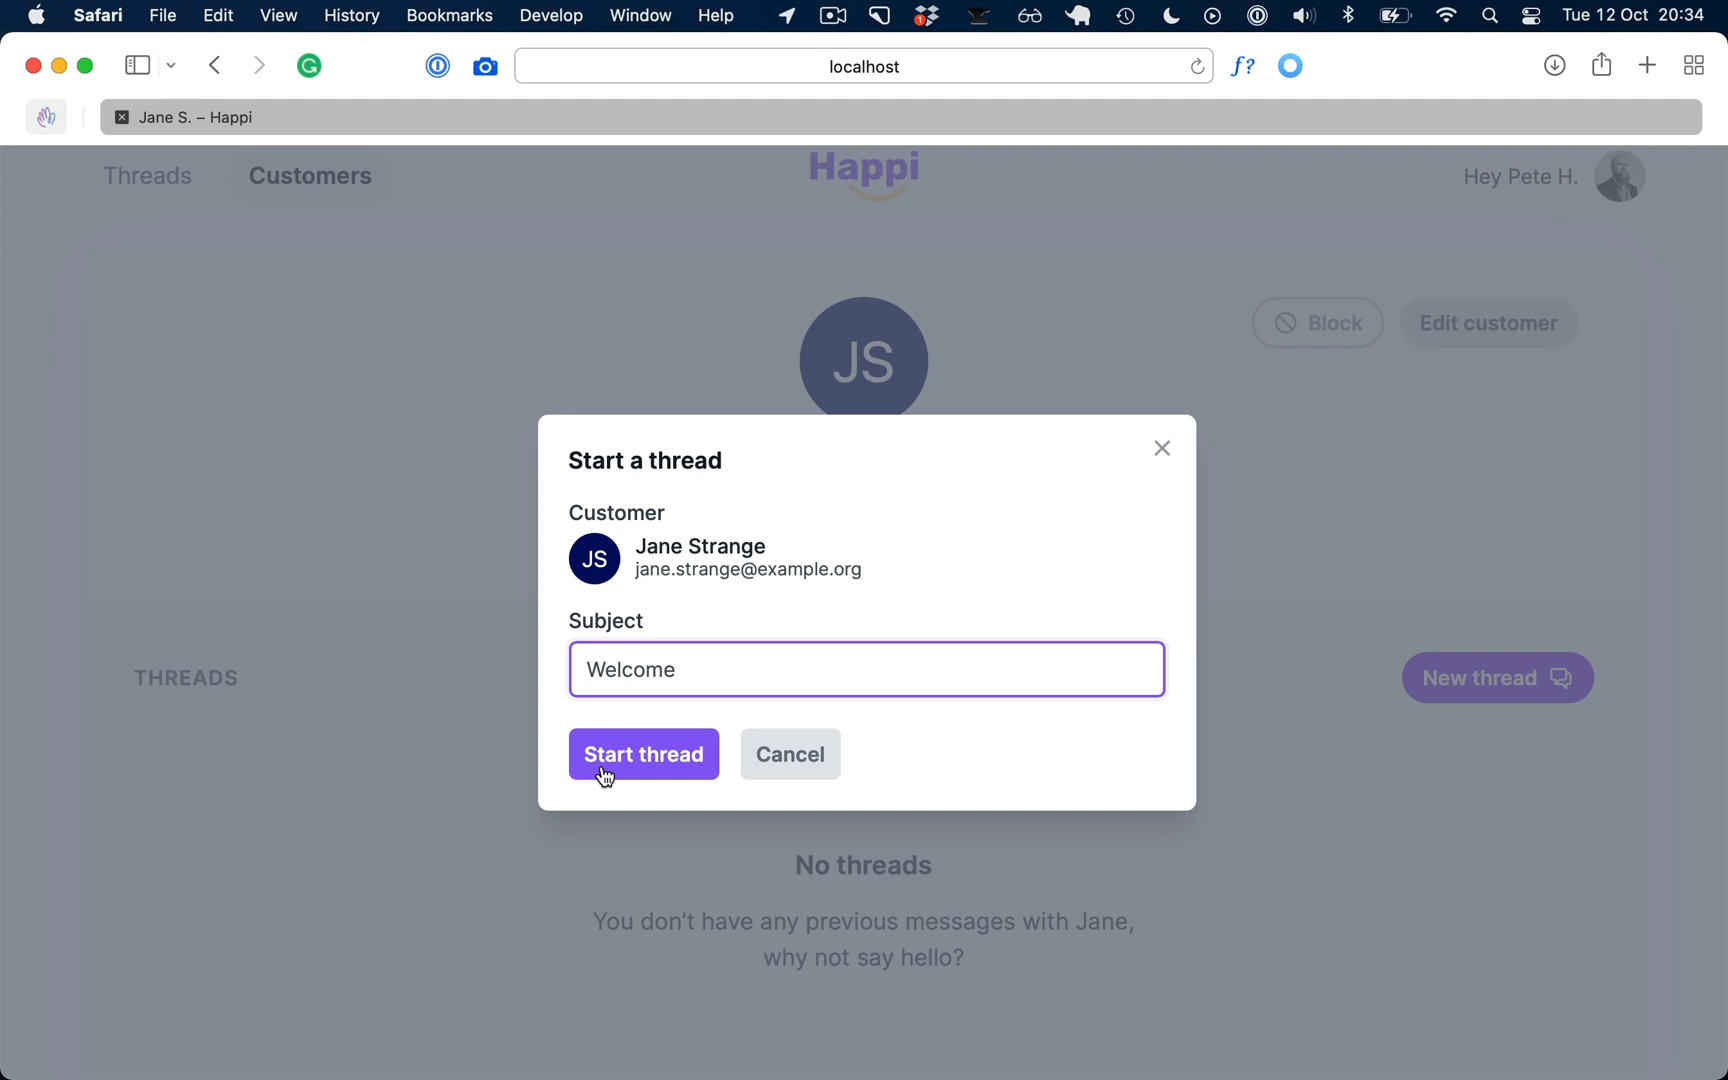 Safari File Edit View History Bookmarks Develop Window Help 1 Tue 12 Oct 20:34
localhost f?
Jane S. – Happi
Threads Customers Happi Hey Pete H.
JS Block Edit customer
Start a thread
Customer
JS Jane Strange
jane.strange@example.org
Subject
Welcome
THREADS New thread
Start thread Cancel
No threads
You don't have any previous messages with Jane,
why not say hello?